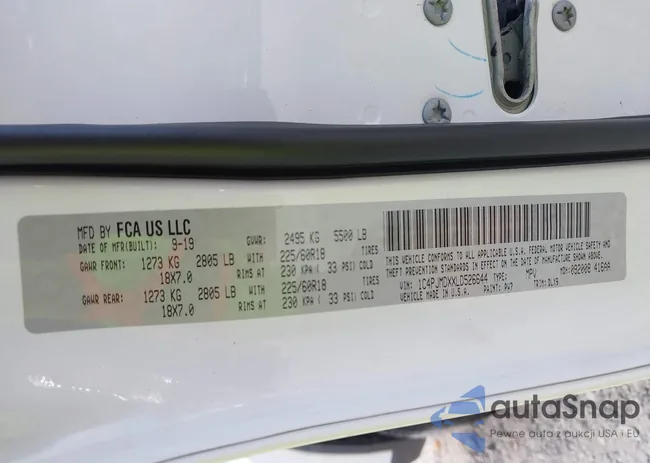 MFD BY FCA US LLC
DATE OF MFR(BUILT): 9-19 GVWR: 2495 KG 5500 LB
GAWR FRONT: 1273 KG 2805 LB WITH 225/60R18 TIRES
18X7.0 RIMS AT 230 KPA ( 33 PSI) COLD
GAWR REAR: 1273 KG 2805 LB WITH 225/60R18 TIRES
18X7.0 RIMS AT 230 KPA ( 33 PSI) COLD
THIS VEHICLE CONFORMS TO ALL APPLICABLE U.S.A. FEDERAL MOTOR VEHICLE SAFETY,
THEFT PREVENTION STANDARDS IN EFFECT ON THE DATE OF MANUFACTURE SHOWN ABOVE.
VIN: 1C4PJMDXXLD526644 TYPE: MPV MDH: 092008 418AA
VEHICLE MADE IN U.S.A. PAINT: PW7 TRIM: DLX9
autaSnap
Pewne auta z aukcji USA i EU